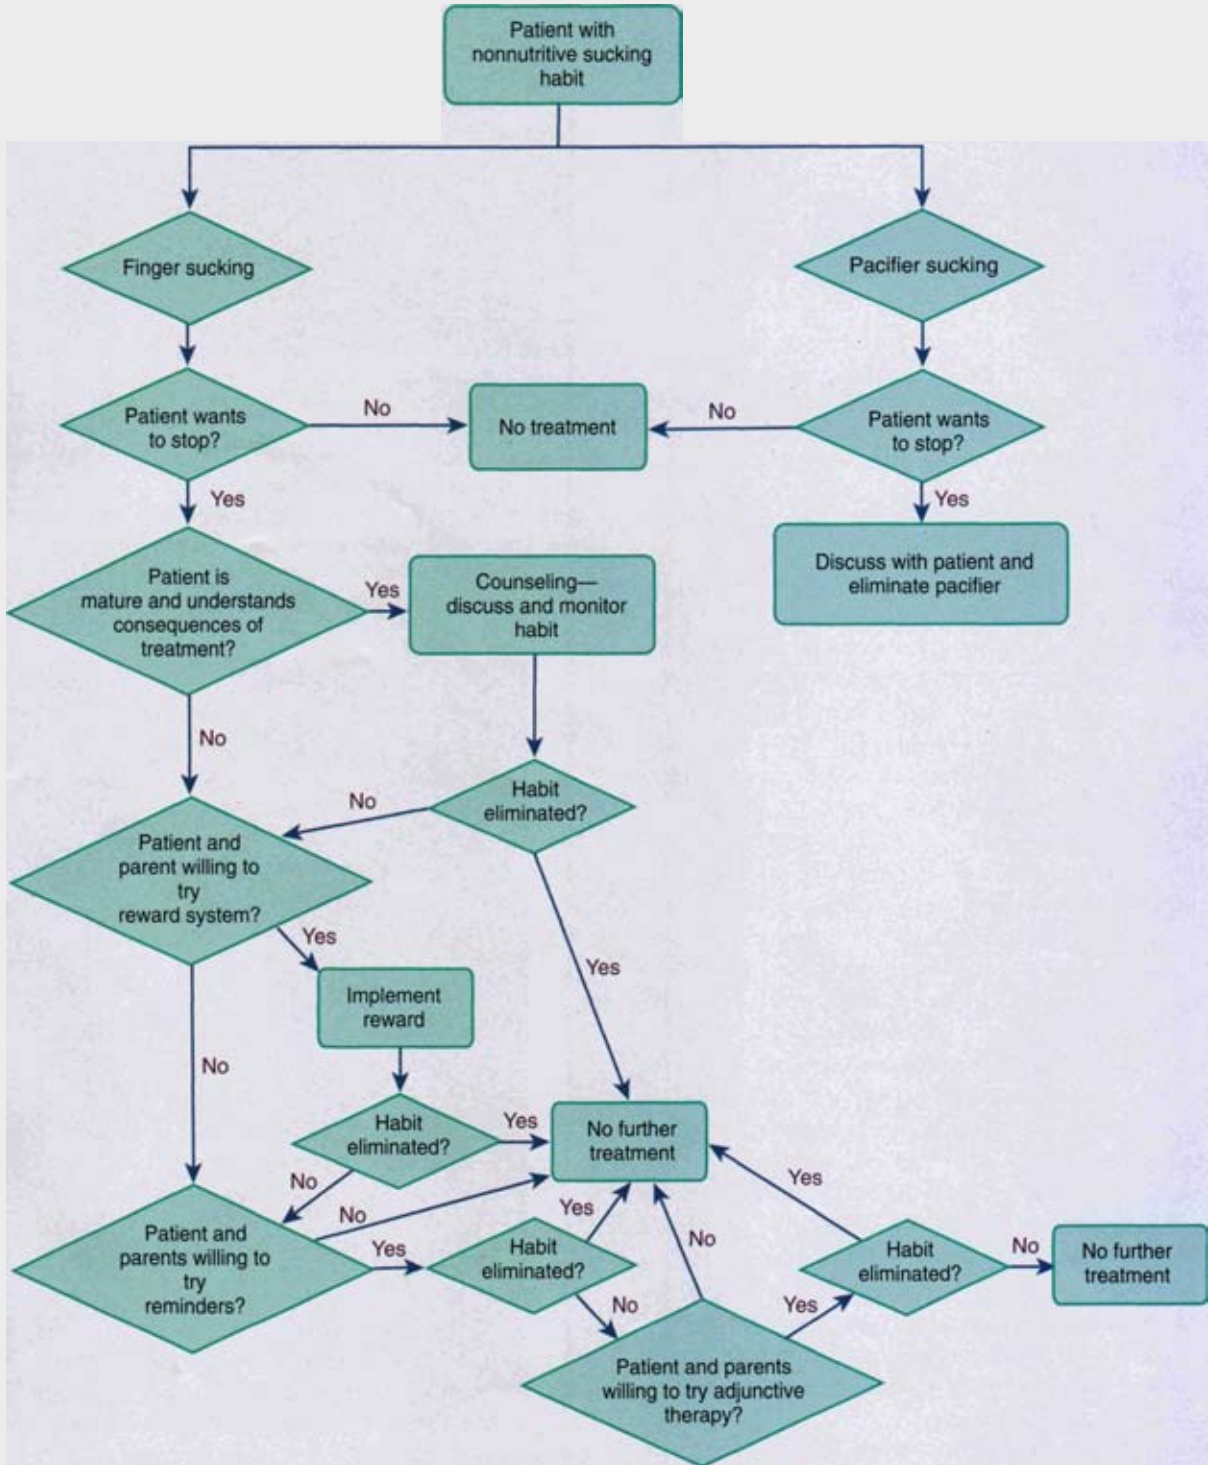 Patient with
nonnutritive sucking
habit
Finger sucking
Pacifier sucking
Patient wants
to stop?
No
No treatment
No
Patient wants
to stop?
Yes
Yes
Patient is
mature and understands
consequences of
treatment?
Yes
Counseling—
discuss and monitor
habit
Discuss with patient and
eliminate pacifier
No
Habit
eliminated?
No
Patient and
parent willing to
try
reward system?
Yes
Yes
Implement
reward
No
Habit
eliminated?
Yes
No further
treatment
No
No
Yes
Yes
Patient and
parents willing to
try
reminders?
Yes
Habit
eliminated?
No
No
Yes
Habit
eliminated?
No
No further
treatment
Patient and parents
willing to try adjunctive
therapy?